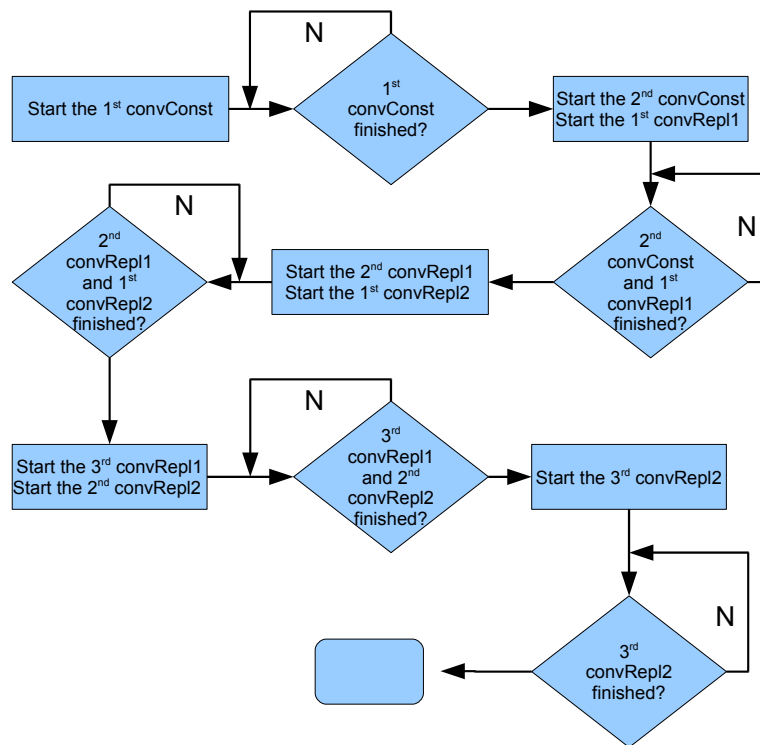 N
Start the 1st convConst
1st
convConst
finished?
Start the 2nd convConst
Start the 1st convRepl1
N
2nd
convConst
and 1st
convRepl1
finished?
Start the 2nd convRepl1
Start the 1st convRepl2
N
2nd
convRepl1
and 1st
convRepl2
finished?
Start the 3rd convRepl1
Start the 2nd convRepl2
N
3rd
convRepl1
and 2nd
convRepl2
finished?
Start the 3rd convRepl2
N
3rd
convRepl2
finished?